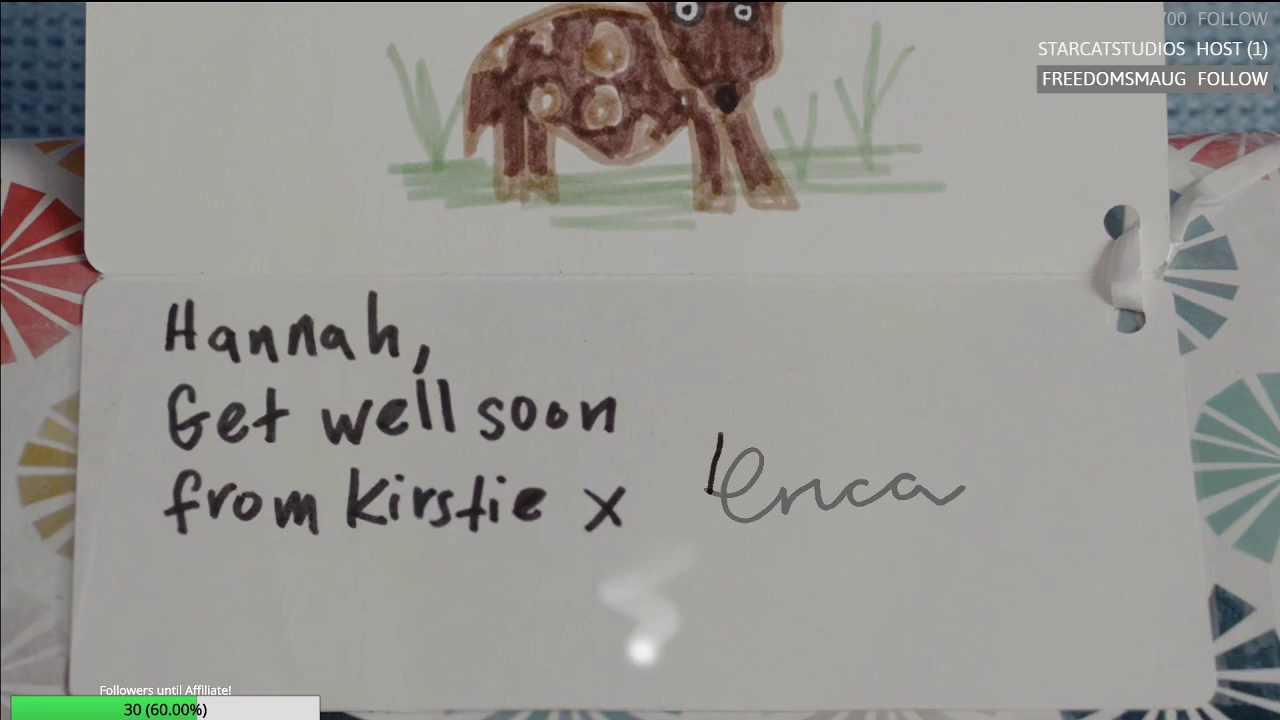 00 FOLLOW
STARCATSTUDIOS HOST (1)
FREEDOMSMAUG FOLLOW
Hannah,
Get well soon
from Kirstie x
Followers until Affiliate!
30 (60.00%)